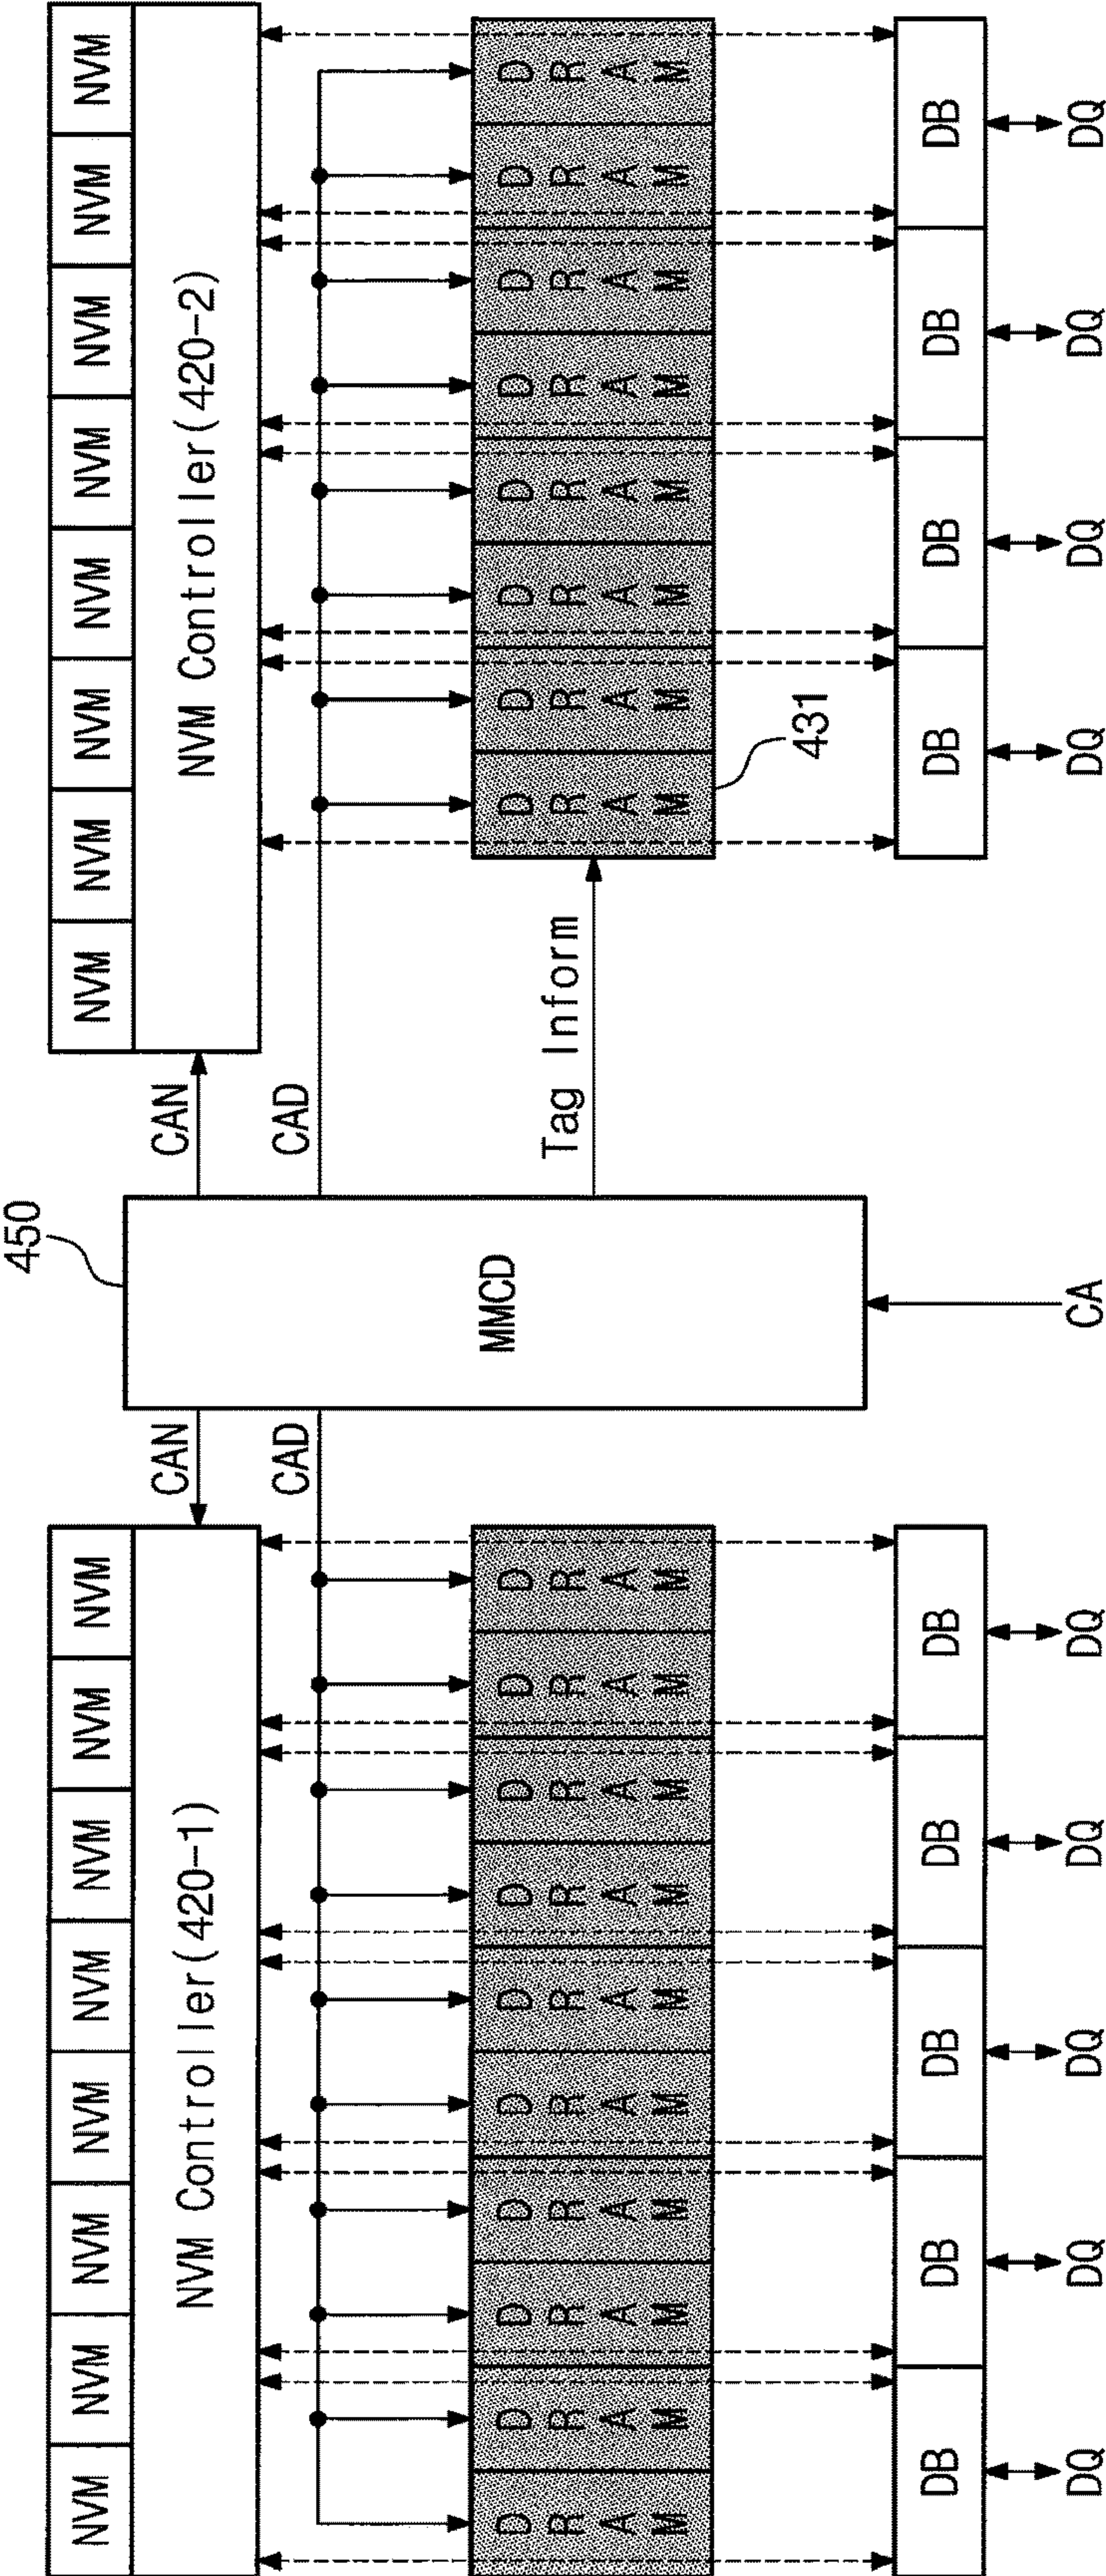 450
NVM NVM NVM NVM NVM NVM NVM NVM
NVM NVM NVM NVM NVM NVM NVM NVM
NVM Controller(420-1)
CAN
CAN
NVM Controller(420-2)
CAD
CAD
DRAM DRAM DRAM DRAM DRAM DRAM DRAM DRAM DRAM DRAM
MMCD
Tag Inform
DRAM DRAM DRAM DRAM DRAM DRAM DRAM DRAM
431
DB DB DB DB DB
DB DB DB DB
DQ DQ DQ DQ DQ
CA
DQ DQ DQ DQ